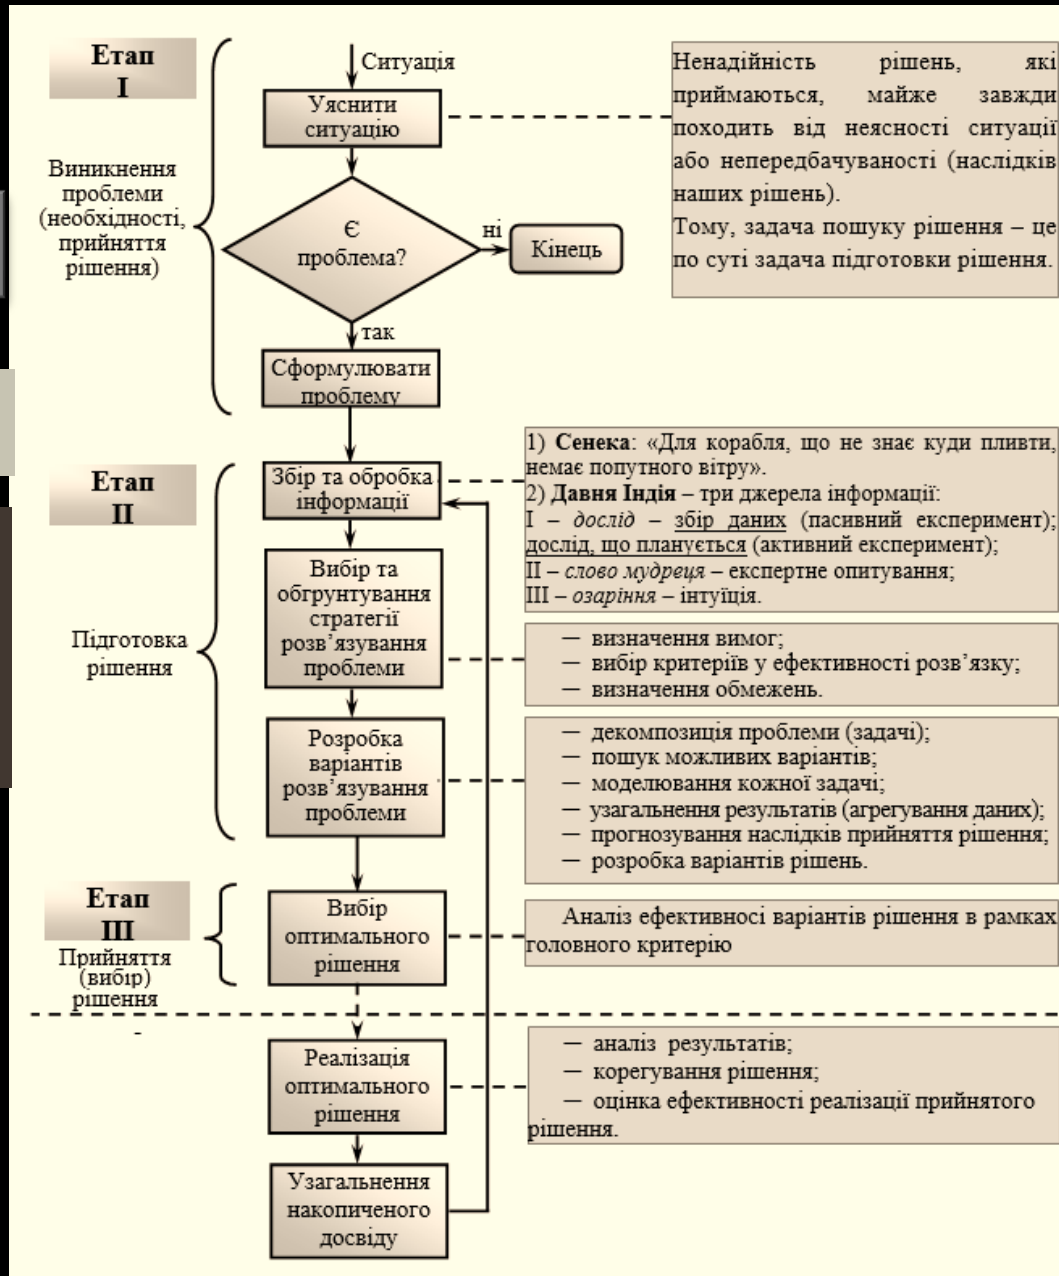 Етап
I
Виникнення
проблеми
(необхідності,
прийняття
рішення)
Ситуація
Уяснити
ситуацію
Є
проблема?
ні
Кінець
так
Сформулювати
проблему
Ненадійність рішень, які
приймаються, майже завжди
походить від неясності ситуації
або непередбачуваності (наслідків
наших рішень).
Тому, задача пошуку рішення – це
по суті задача підготовки рішення.
Етап
II
Підготовка
рішення
Збір та обробка
інформації
Вибір та
обгрунтування
стратегії
розв’язування
проблеми
Розробка
варіантів
розв’язування
проблеми
1) Сенека: «Для корабля, що не знає куди пливти,
немає попутного вітру».
2) Давня Індія – три джерела інформації:
I – дослід – збір даних (пасивний експеримент);
дослід, що планується (активний експеримент);
II – слово мудреця – експертне опитування;
III – озаріння – інтуїція.
— визначення вимог;
— вибір критеріїв у ефективності розв’язку;
— визначення обмежень.
— декомпозиція проблеми (задачі);
— пошук можливих варіантів;
— моделювання кожної задачі;
— узагальнення результатів (агрегування даних);
— прогнозування наслідків прийняття рішення;
— розробка варіантів рішень.
Етап
III
Прийняття
(вибір)
рішення
Вибір
оптимального
рішення
Аналіз ефективносі варіантів рішення в рамках
головного критерію
-
Реалізація
оптимального
рішення
— аналіз результатів;
— корегування рішення;
— оцінка ефективності реалізації прийнятого
рішення.
Узагальнення
накопиченого
досвіду